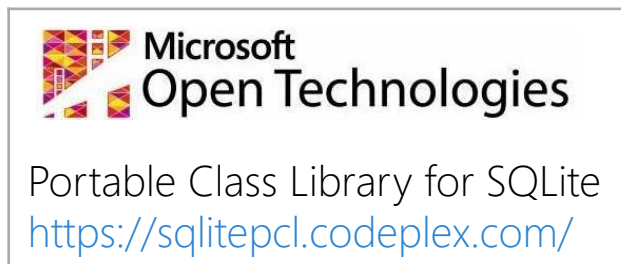 Microsoft
Open Technologies
Portable Class Library for SQLite
https://sqlitepcl.codeplex.com/